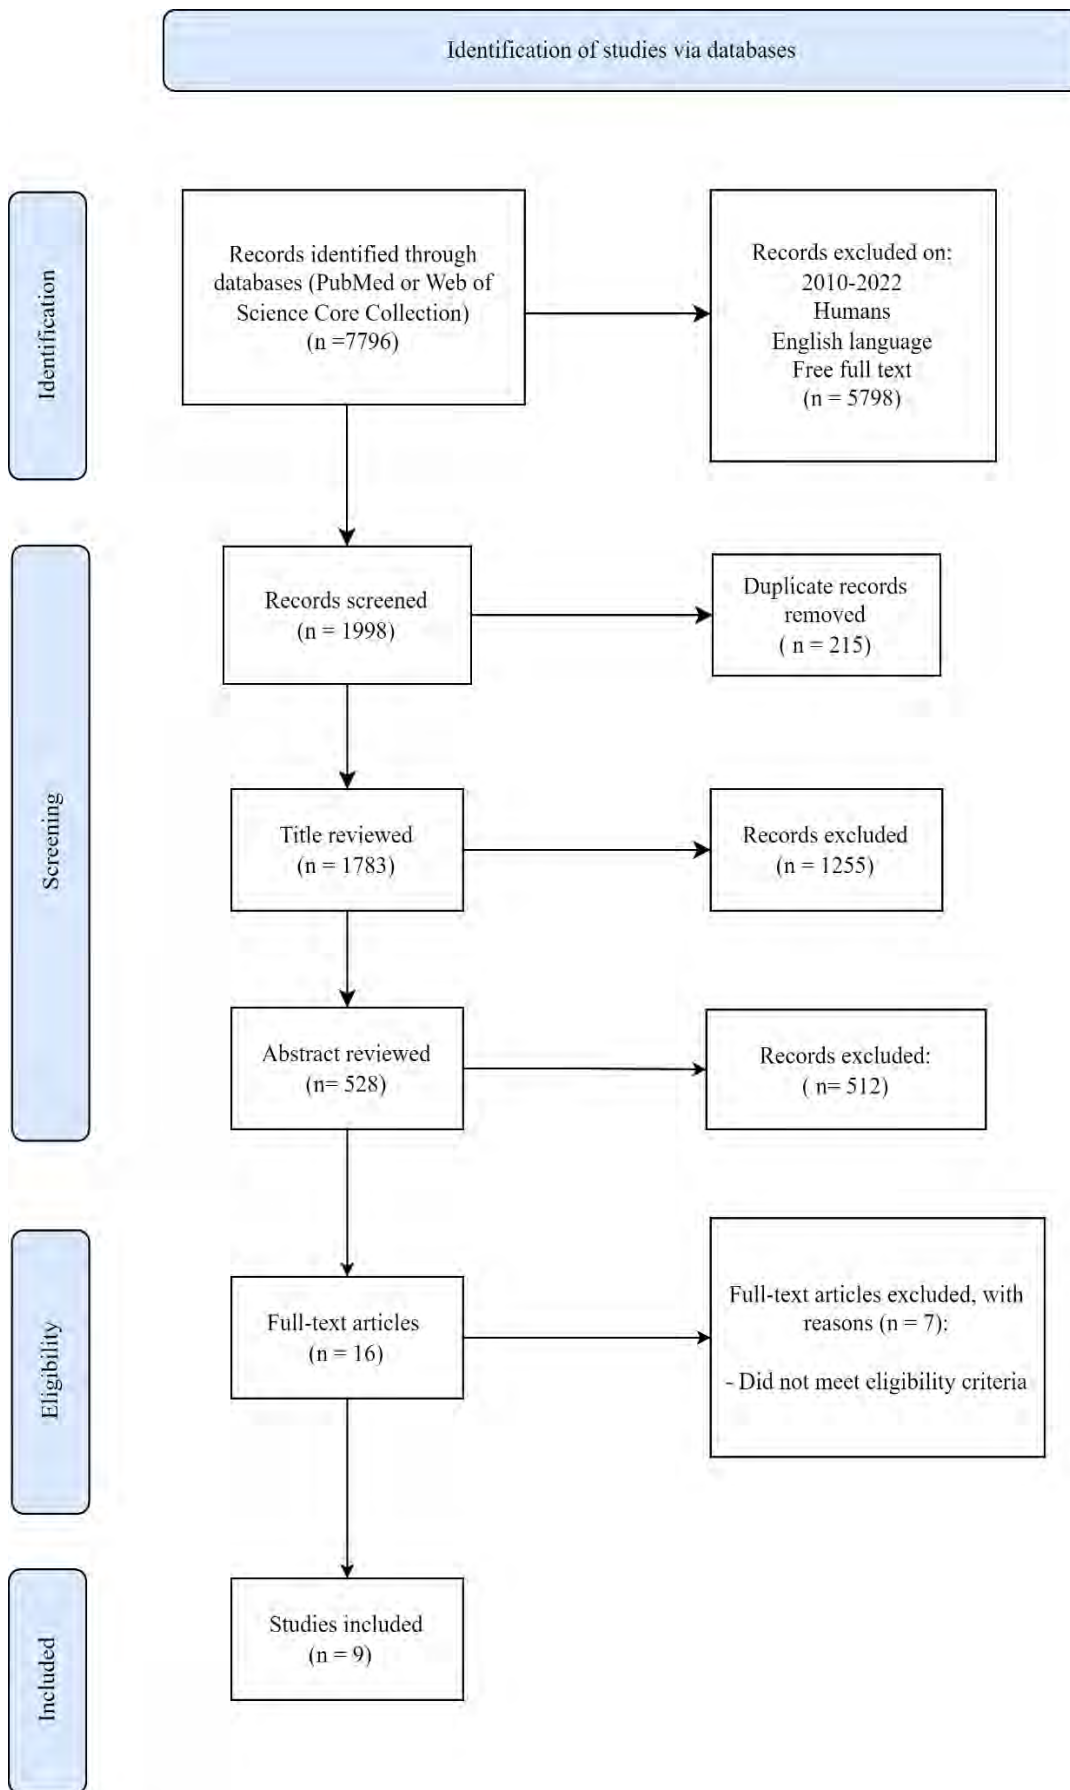 Identification of studies via databases
Identification
Records identified through
databases (PubMed or Web of
Science Core Collection)
(n =7796)
Records excluded on:
2010-2022
Humans
English language
Free full text
(n = 5798)
Screening
Records screened
(n = 1998)
Duplicate records
removed
( n = 215)
Title reviewed
(n = 1783)
Records excluded
(n = 1255)
Abstract reviewed
(n= 528)
Records excluded:
( n= 512)
Eligibility
Full-text articles
(n = 16)
Full-text articles excluded, with
reasons (n = 7):
- Did not meet eligibility criteria
Included
Studies included
(n = 9)